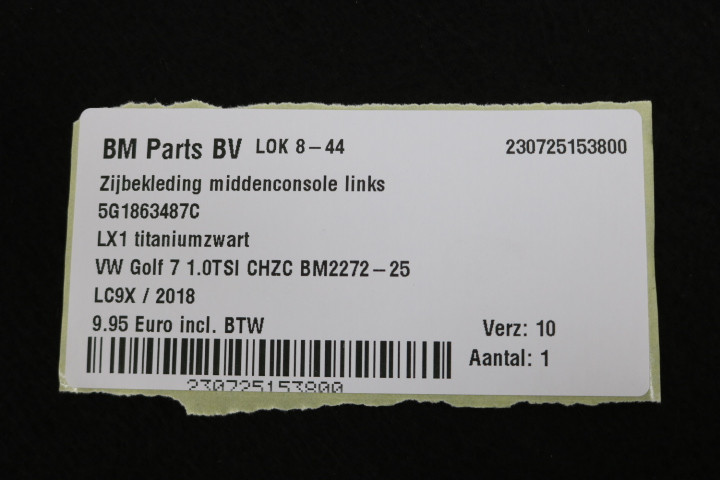 BM Parts BV LOK 8-44 230725153800
Zijbekleding middenconsole links
5G1863487C
LX1 titaniumzwart
VW Golf 7 1.0TSI CHZC BM2272-25
LC9X / 2018
9.95 Euro incl. BTW Verz: 10
Aantal: 1
230725153800